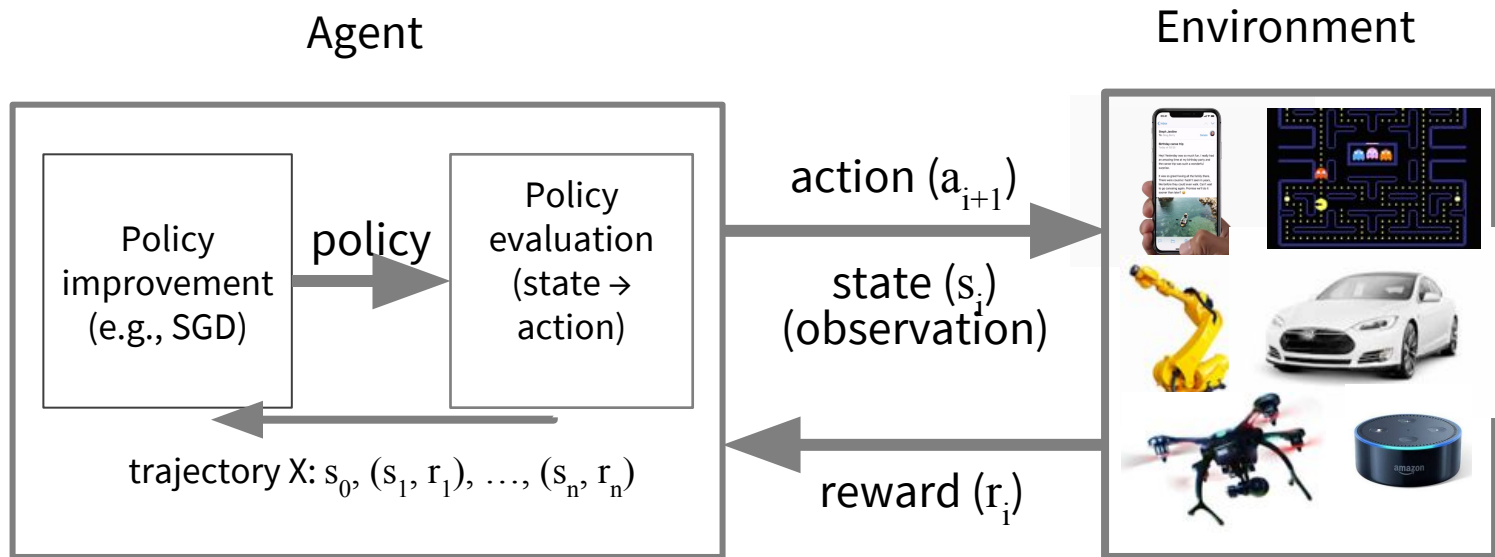 Agent
Environment
Policy
improvement
(e.g., SGD)
policy
Policy
evaluation
(state →
action)
trajectory X: s₀, (s₁, r₁), …, (sₙ, rₙ)
action (aᵢ₊₁)
state (sᵢ)
(observation)
reward (rᵢ)
amazon